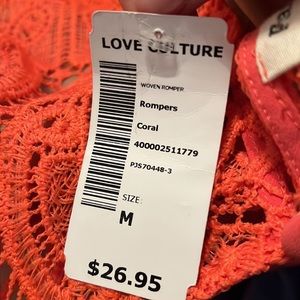 LOVE CULTURE
WOVEN ROMPER
Rompers
Coral
400002511779
PJS70448-3
SIZE:
M
$26.95